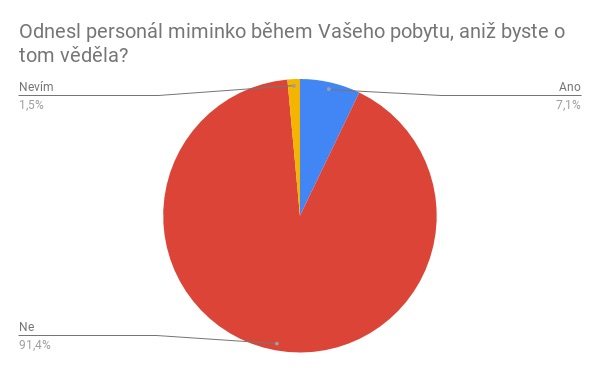 Odnesl personál miminko během Vašeho pobytu, aniž byste o
tom věděla?
Nevím
1,5%
Ano
7,1%
Ne
91,4%